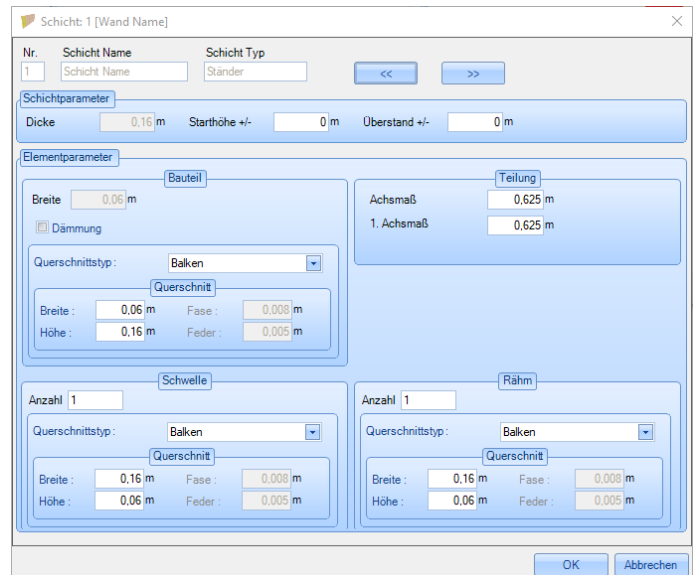 Schicht: 1 [Wand Name]
Nr. Schicht Name Schicht Typ
1 Schicht Name Ständer << >>
Schichtparameter
Dicke 0,16 m Starthöhe +/- 0 m Überstand +/- 0 m
Elementparameter
Bauteil
Breite 0,06 m
Dämmung
Querschnittstyp : Balken
Querschnitt
Breite : 0,06 m Fase : 0,008 m
Höhe : 0,16 m Feder : 0,005 m
Teilung
Achsmaß 0,625 m
1. Achsmaß 0,625 m
Schwelle
Anzahl 1
Querschnittstyp : Balken
Querschnitt
Breite : 0,16 m Fase : 0,008 m
Höhe : 0,06 m Feder : 0,005 m
Rähm
Anzahl 1
Querschnittstyp : Balken
Querschnitt
Breite : 0,16 m Fase : 0,008 m
Höhe : 0,06 m Feder : 0,005 m
OK Abbrechen